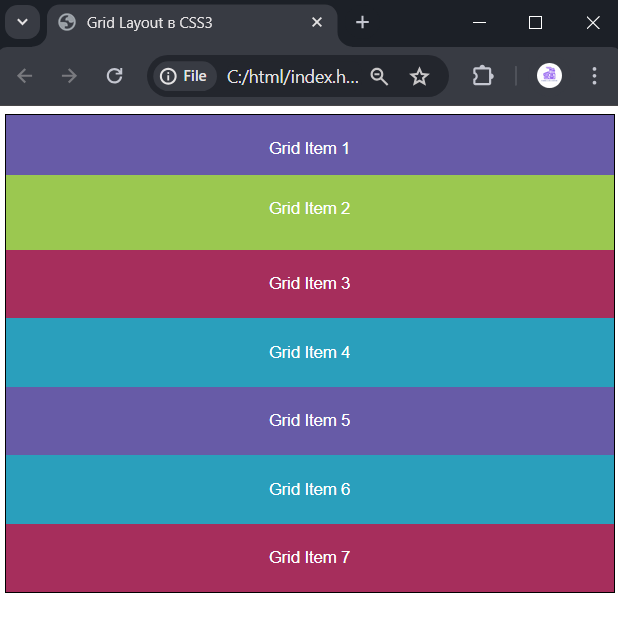 Grid Layout в CSS3
File
C:/html/index.h...
Grid Item 1
Grid Item 2
Grid Item 3
Grid Item 4
Grid Item 5
Grid Item 6
Grid Item 7